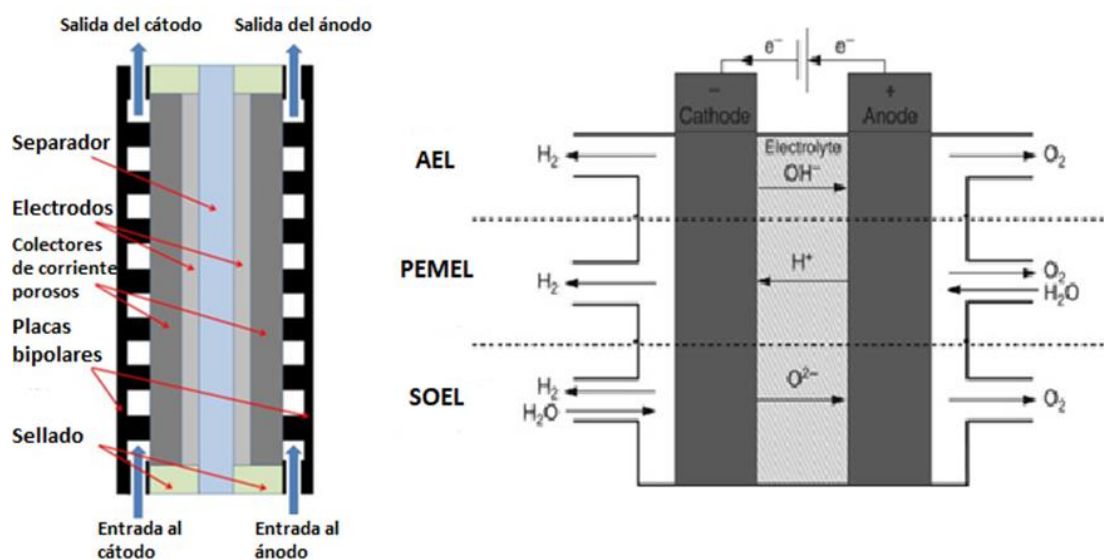 Salida del cátodo
Salida del ánodo
Separador
Electrodos
Colectores
de corriente
porosos
Placas
bipolares
Sellado
Entrada al
cátodo
Entrada al
ánodo
e⁻
e⁻
−
Cathode
+
Anode
Electrolyte
AEL
H₂
OH⁻
O₂
PEMEL
H₂
H⁺
O₂
H₂O
SOEL
H₂
H₂O
O²⁻
O₂